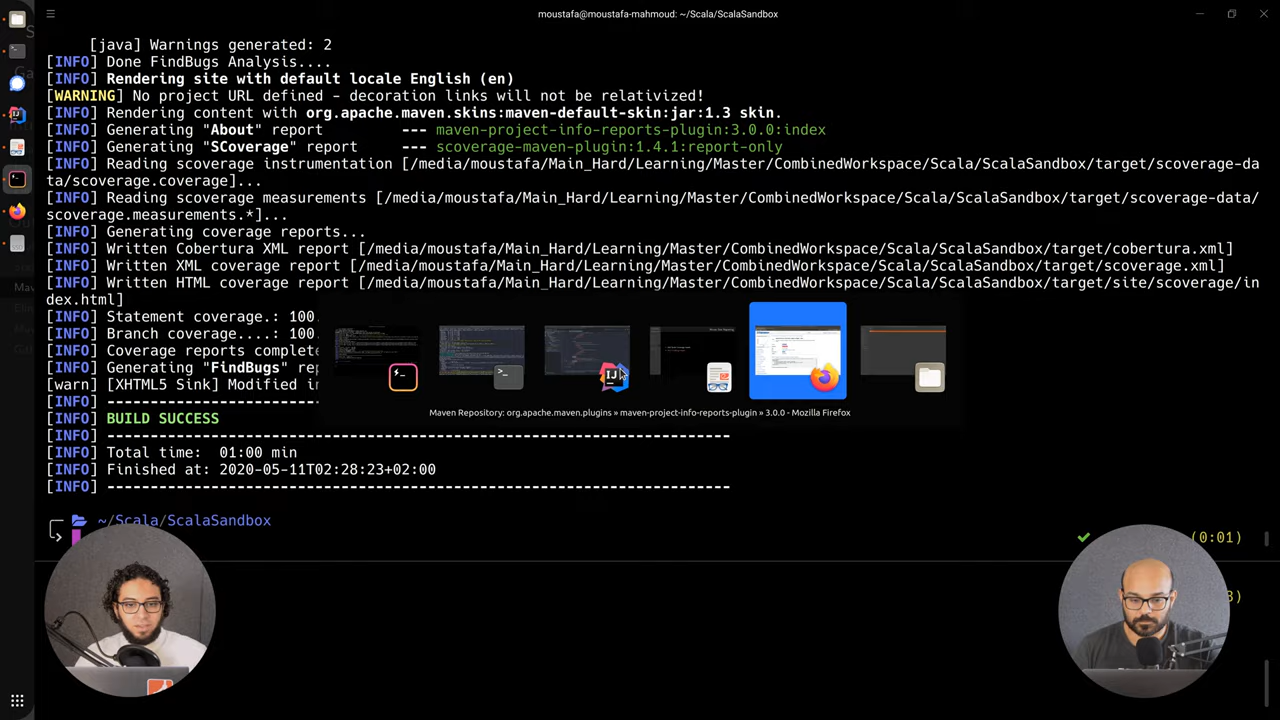 moustafa@moustafa-mahmoud: ~/Scala/ScalaSandbox
[java] Warnings generated: 2
[INFO] Done FindBugs Analysis....
[INFO] Rendering site with default locale English (en)
[WARNING] No project URL defined - decoration links will not be relativized!
[INFO] Rendering content with org.apache.maven.skins:maven-default-skin:jar:1.3 skin.
[INFO] Generating "About" report --- maven-project-info-reports-plugin:3.0.0:index
[INFO] Generating "SCoverage" report --- scoverage-maven-plugin:1.4.1:report-only
[INFO] Reading scoverage instrumentation [/media/moustafa/Main_Hard/Learning/Master/CombinedWorkspace/Scala/ScalaSandbox/target/scoverage-da
ta/scoverage.coverage]...
[INFO] Reading scoverage measurements [/media/moustafa/Main_Hard/Learning/Master/CombinedWorkspace/Scala/ScalaSandbox/target/scoverage-data/
scoverage.measurements.*]...
[INFO] Generating coverage reports...
[INFO] Written Cobertura XML report [/media/moustafa/Main_Hard/Learning/Master/CombinedWorkspace/Scala/ScalaSandbox/target/cobertura.xml]
[INFO] Written XML coverage report [/media/moustafa/Main_Hard/Learning/Master/CombinedWorkspace/Scala/ScalaSandbox/target/scoverage.xml]
[INFO] Written HTML coverage report [/media/moustafa/Main_Hard/Learning/Master/CombinedWorkspace/Scala/ScalaSandbox/target/site/scoverage/in
dex.html]
[INFO] Statement coverage.: 100.
[INFO] Branch coverage....: 100.
[INFO] Coverage reports complete
[INFO] Generating "FindBugs" rep
[warn] [XHTML5 Sink] Modified in
[INFO] ------------------------------------------------------------------------
[INFO] BUILD SUCCESS
[INFO] ------------------------------------------------------------------------
[INFO] Total time:  01:00 min
[INFO] Finished at: 2020-05-11T02:28:23+02:00
[INFO] ------------------------------------------------------------------------
Maven Repository: org.apache.maven.plugins » maven-project-info-reports-plugin » 3.0.0 - Mozilla Firefox
~/Scala/ScalaSandbox
(0:01)